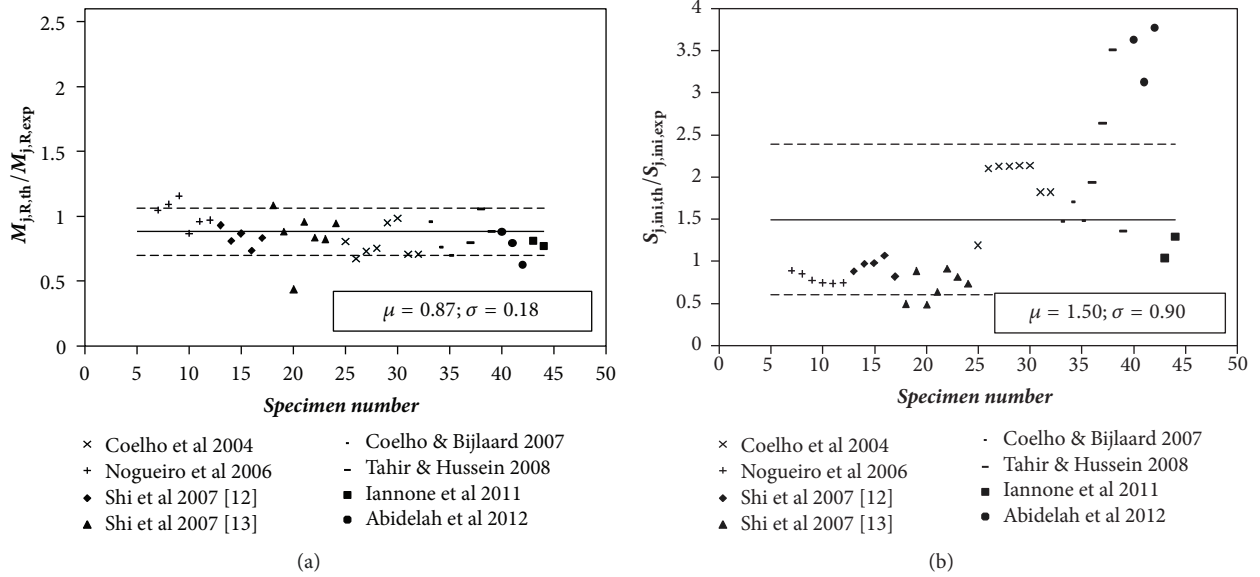 2.5
2
1.5
1
0.5
0
M_{j,R,th}/M_{j,R,exp}
μ = 0.87; σ = 0.18
0 5 10 15 20 25 30 35 40 45 50
Specimen number
Coelho et al 2004
Nogueiro et al 2006
Shi et al 2007 [12]
Shi et al 2007 [13]
Coelho & Bijlaard 2007
Tahir & Hussein 2008
Iannone et al 2011
Abidelah et al 2012
(a)
4
3.5
3
2.5
2
1.5
1
0.5
0
S_{j,ini,th}/S_{j,ini,exp}
μ = 1.50; σ = 0.90
0 5 10 15 20 25 30 35 40 45 50
Specimen number
Coelho et al 2004
Nogueiro et al 2006
Shi et al 2007 [12]
Shi et al 2007 [13]
Coelho & Bijlaard 2007
Tahir & Hussein 2008
Iannone et al 2011
Abidelah et al 2012
(b)